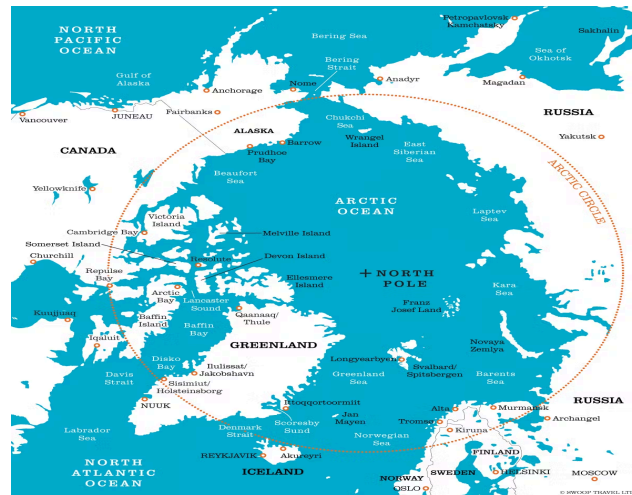 NORTH
PACIFIC
OCEAN
Bering Sea
Petropavlovsk
Kamchatsky
Sakhalin
Sea of
Okhotsk
Bering
Strait
Gulf of
Alaska
Anchorage
Nome
Anadyr
Magadan
Vancouver
JUNEAU
Fairbanks
ALASKA
Chukchi
Sea
Wrangel
Island
East
Siberian
Sea
RUSSIA
Yakutsk
CANADA
Prudhoe
Bay
Barrow
ARCTIC CIRCLE
Yellowknife
Beaufort
Sea
ARCTIC
OCEAN
Laptev
Sea
Victoria
Island
Cambridge Bay
Melville Island
Somerset Island
Churchill
Resolute
Devon Island
Repulse
Bay
Ellesmere
Island
NORTH
POLE
Kara
Sea
Arctic
Bay
Lancaster
Sound
Franz
Josef Land
Kuujjuaq
Baffin
Island
Baffin
Bay
Qaanaaq/
Thule
Iqaluit
GREENLAND
Novaya
Zemlya
Disko
Bay
Ilulissat/
Jakobshavn
Longyearbyen
Svalbard/
Spitsbergen
Davis
Strait
Sisimiut/
Holsteinsborg
Greenland
Sea
Barents
Sea
NUUK
Ittoqqortoormiit
Scoresby
Sund
Jan
Mayen
Alta
Murmansk
RUSSIA
Archangel
Labrador
Sea
Denmark
Strait
Norwegian
Sea
Tromsø
Kiruna
NORTH
ATLANTIC
OCEAN
REYKJAVIK
Akureyri
ICELAND
FINLAND
NORWAY
SWEDEN
HELSINKI
MOSCOW
OSLO
© SWOOP TRAVEL LT